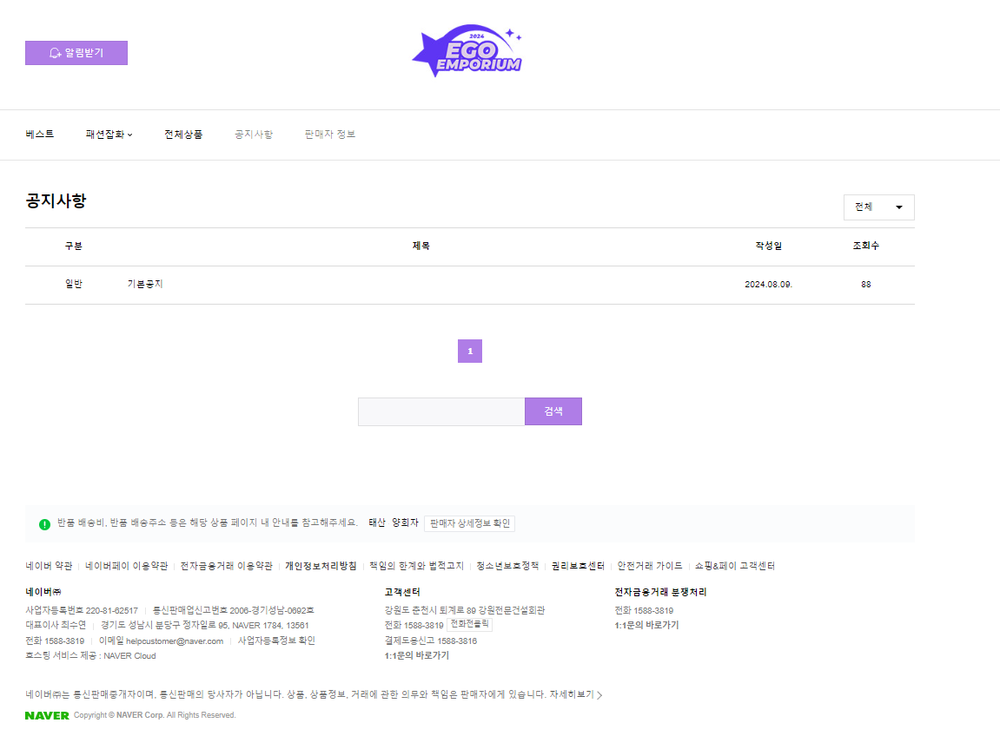 알림받기
2024
EGO
EMPORIUM
베스트 패션잡화 전체상품 공지사항 판매자 정보
공지사항
전체
구분 제목 작성일 조회수
일반 기본공지 2024.08.09. 88
1
검색
반품 배송비, 반품 배송주소 등은 해당 상품 페이지 내 안내를 참고해주세요. 태산 양회자 판매자 상세정보 확인
네이버 약관 네이버페이 이용약관 전자금융거래 이용약관 개인정보처리방침 책임의 한계와 법적고지 청소년보호정책 권리보호센터 안전거래 가이드 쇼핑&페이 고객센터
네이버㈜
사업자등록번호 220-81-62517 통신판매업신고번호 2006-경기성남-0692호
대표이사 최수연 경기도 성남시 분당구 정자일로 95, NAVER 1784, 13561
전화 1588-3819 이메일 helpcustomer@naver.com 사업자등록정보 확인
호스팅 서비스 제공 : NAVER Cloud
고객센터
강원도 춘천시 퇴계로 89 강원전문건설회관
전화 1588-3819 전화전클릭
결제도용신고 1588-3816
1:1문의 바로가기
전자금융거래 분쟁처리
전화 1588-3819
1:1문의 바로가기
네이버㈜는 통신판매중개자이며, 통신판매의 당사자가 아닙니다. 상품, 상품정보, 거래에 관한 의무와 책임은 판매자에게 있습니다. 자세히보기
NAVER Copyright © NAVER Corp. All Rights Reserved.